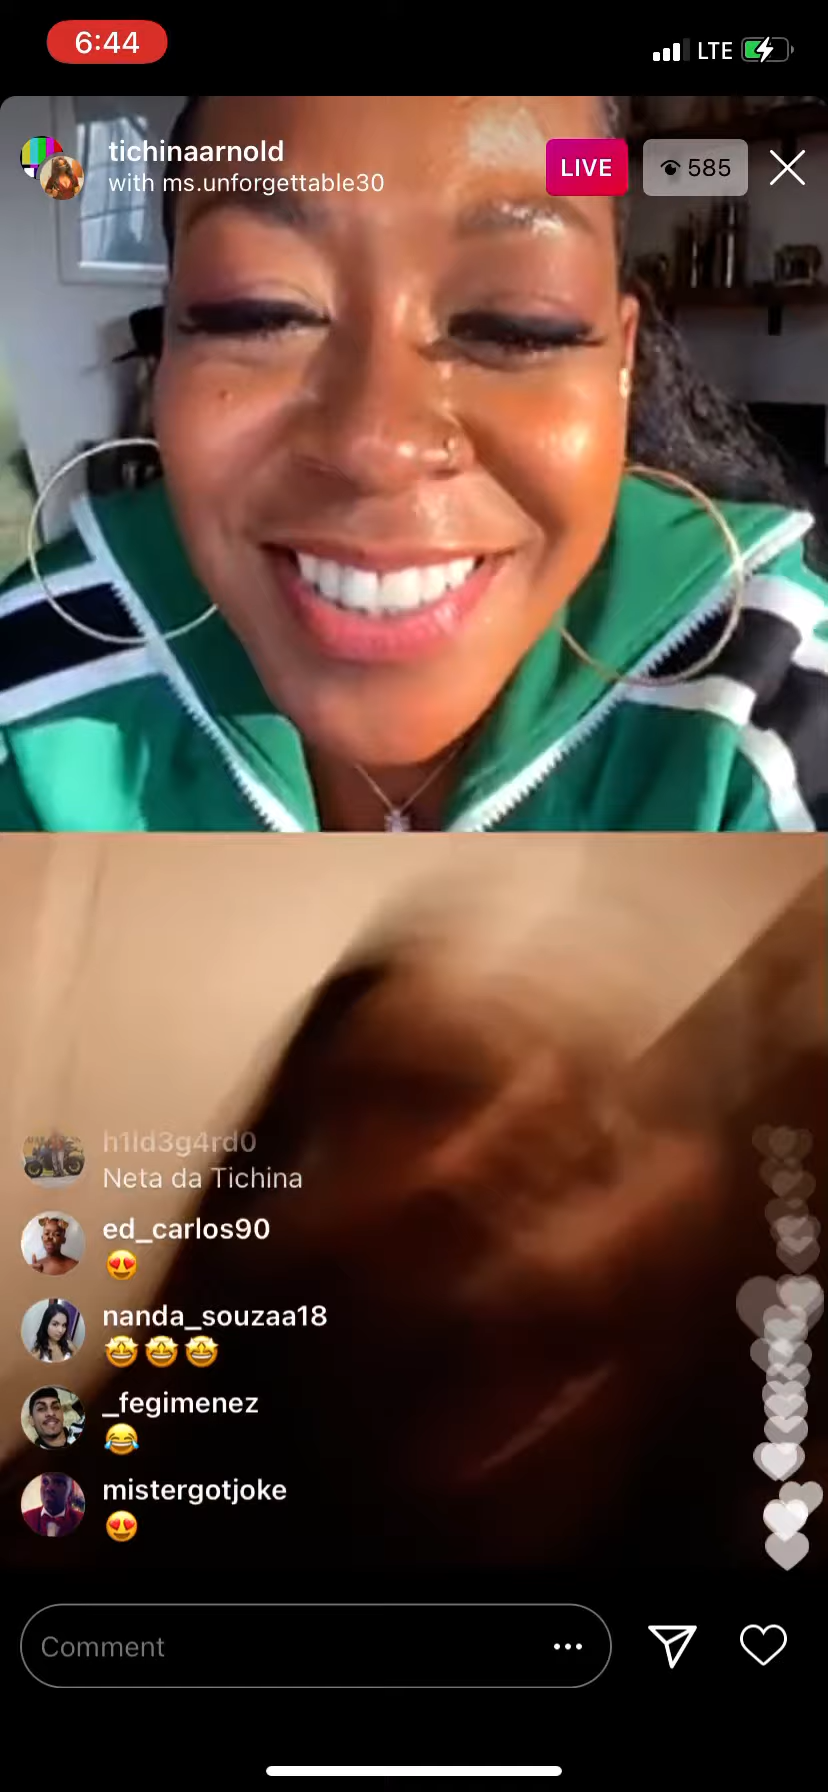 6:44
LTE
tichinaarnold
with ms.unforgettable30
LIVE
585
h1ld3g4rd0
Neta da Tichina
ed_carlos90
😍
nanda_souzaa18
🤩🤩🤩
_fegimenez
😂
mistergotjoke
😍
Comment